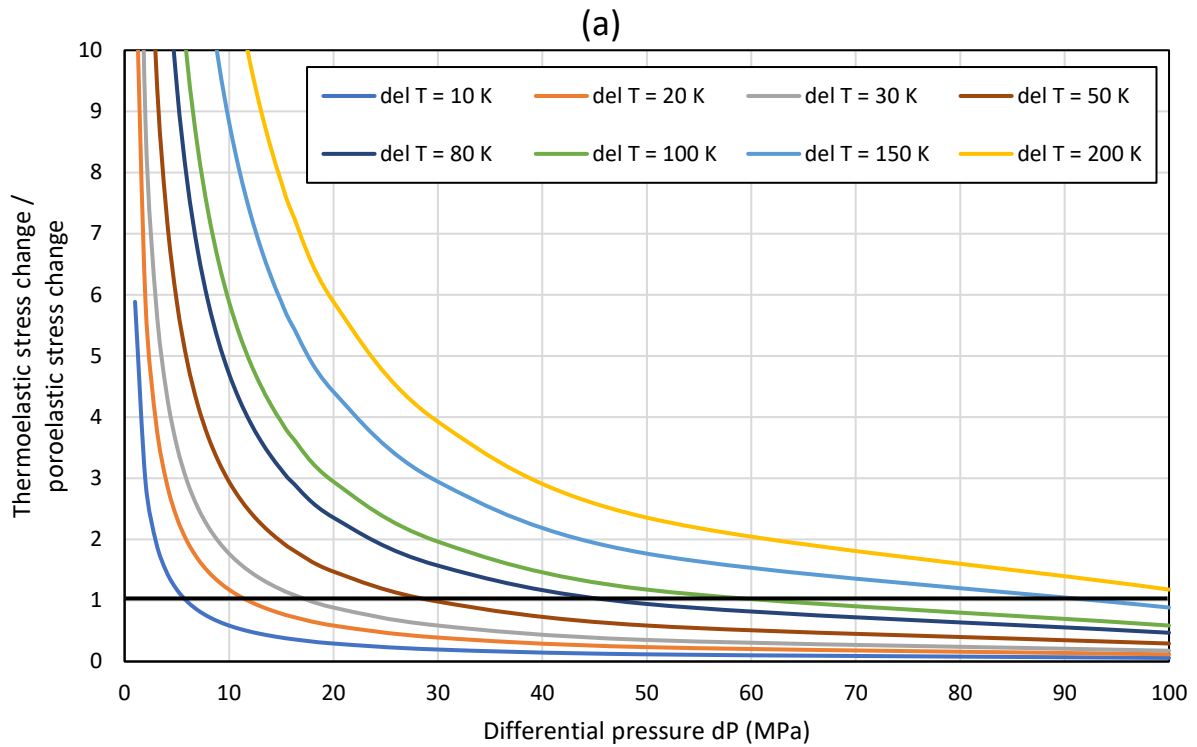 (a)
10
9
8
7
6
5
4
3
2
1
0
Thermoelastic stress change /
poroelastic stress change
del T = 10 K del T = 20 K del T = 30 K del T = 50 K
del T = 80 K del T = 100 K del T = 150 K del T = 200 K
0 10 20 30 40 50 60 70 80 90 100
Differential pressure dP (MPa)